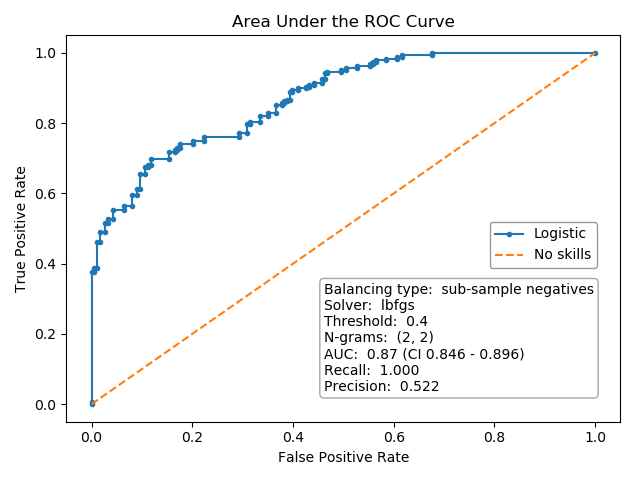 Area Under the ROC Curve
True Positive Rate
1.0
0.8
0.6
0.4
0.2
0.0
Logistic
No skills
Balancing type:  sub-sample negatives
Solver:  lbfgs
Threshold:  0.4
N-grams:  (2, 2)
AUC:  0.87 (CI 0.846 - 0.896)
Recall:  1.000
Precision:  0.522
0.0 0.2 0.4 0.6 0.8 1.0
False Positive Rate